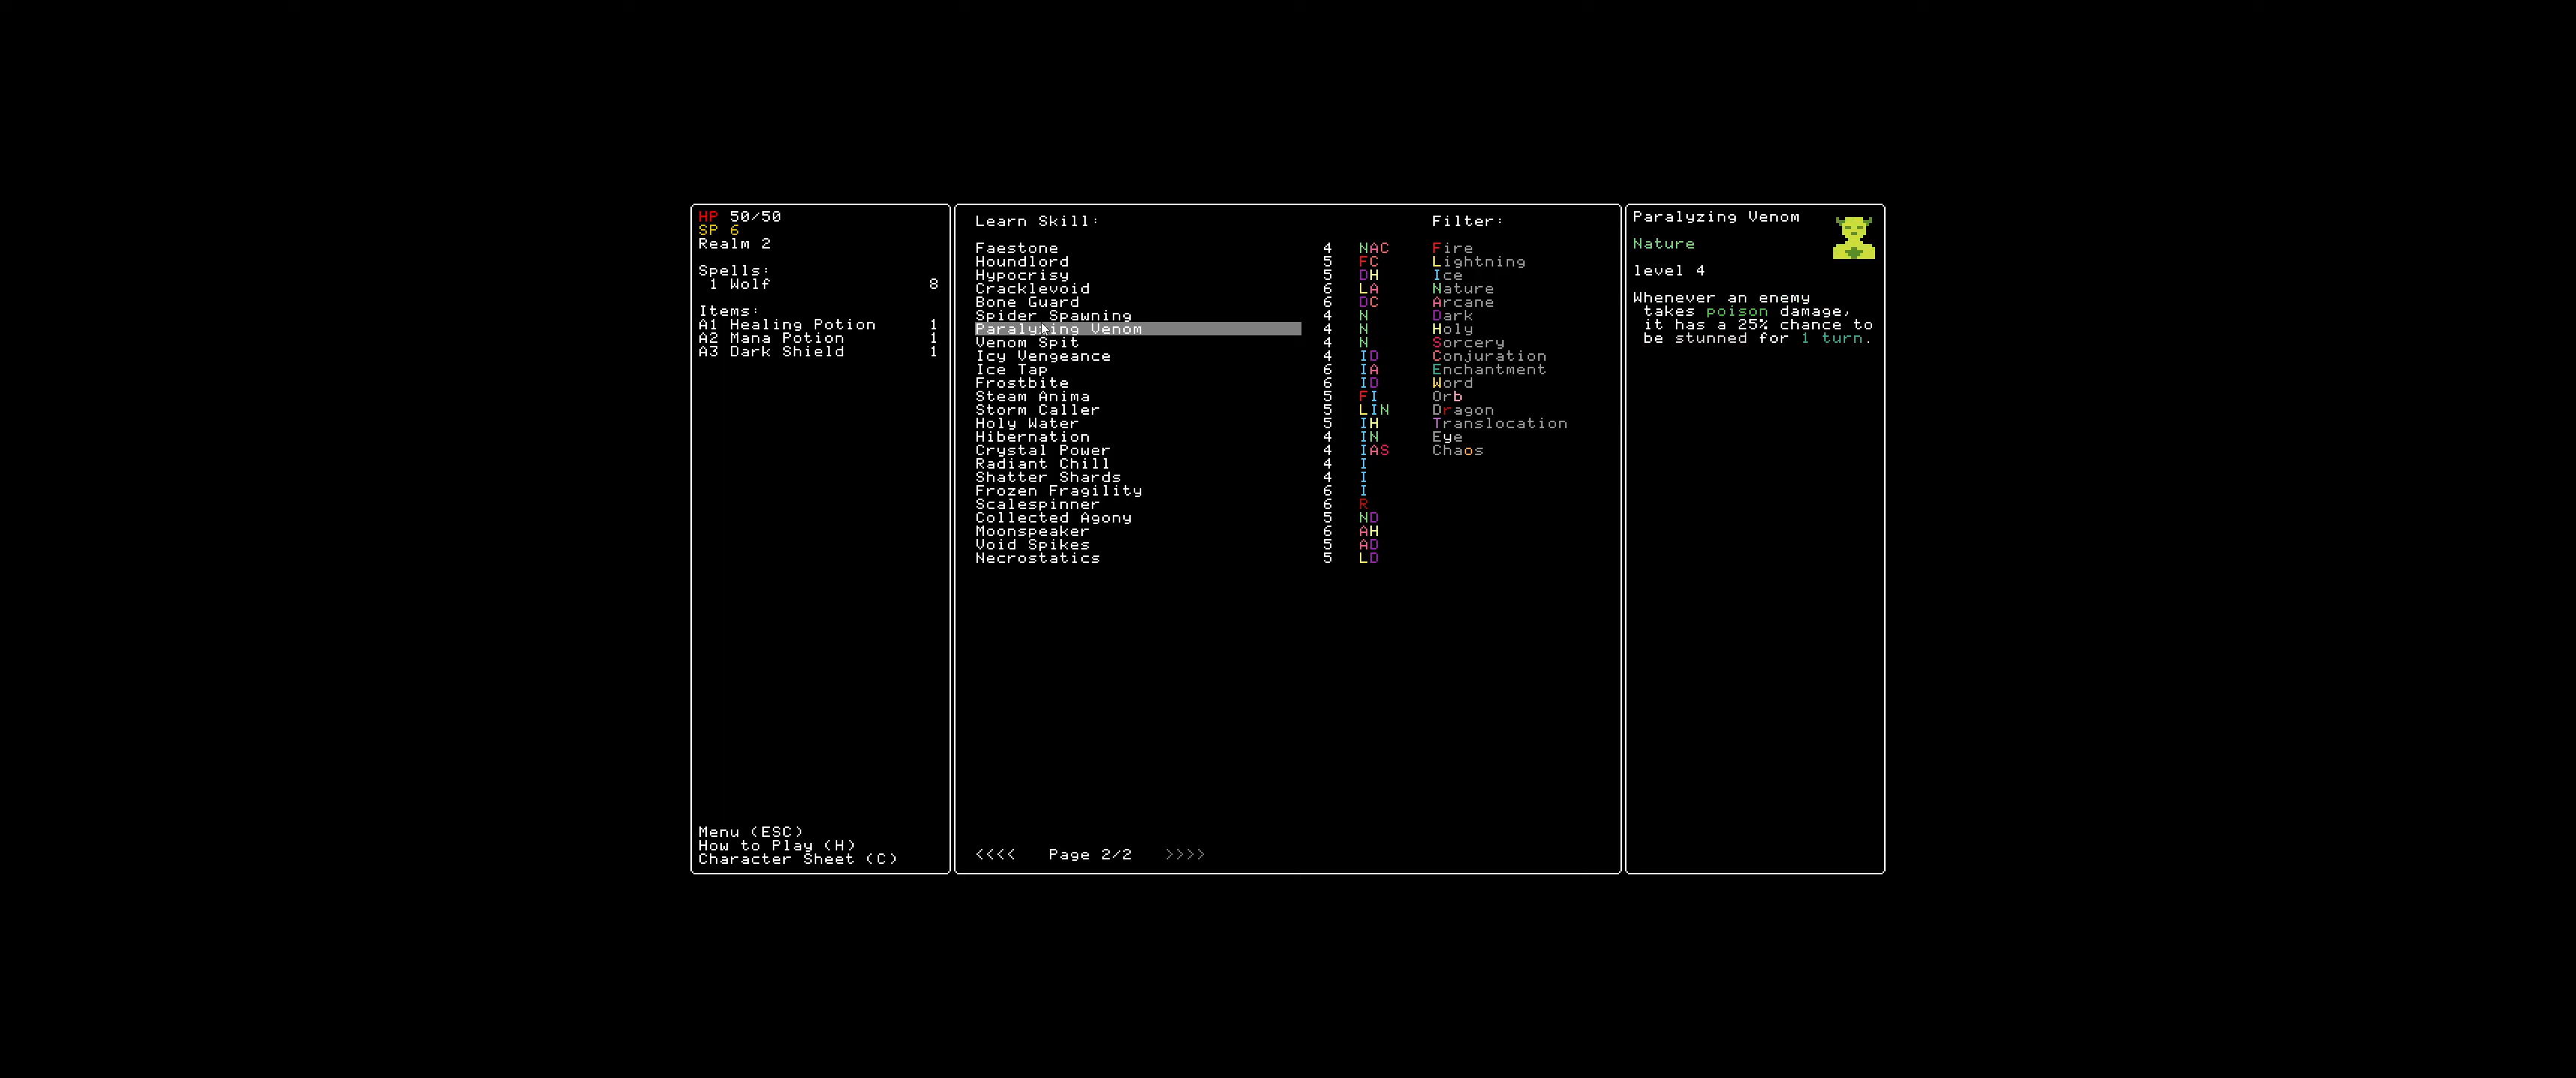 HP 50/50
SP 6
Realm 2
Spells:
1 Wolf 8
Items:
A1 Healing Potion 1
A2 Mana Potion 1
A3 Dark Shield 1
Menu (ESC)
How to Play (H)
Character Sheet (C)
Learn Skill:
Faestone 4 NAC
Houndlord 5 FC
Hypocrisy 5 DH
Cracklevoid 6 LA
Bone Guard 6 DC
Spider Spawning 4 N
Paralyzing Venom 4 N
Venom Spit 4 N
Icy Vengeance 4 ID
Ice Tap 6 IA
Frostbite 6 ID
Steam Anima 5 FI
Storm Caller 5 LIN
Holy Water 5 IH
Hibernation 4 IN
Crystal Power 4 IAS
Radiant Chill 4 I
Shatter Shards 4 I
Frozen Fragility 6 I
Scalespinner 6 R
Collected Agony 5 ND
Moonspeaker 6 AH
Void Spikes 5 AD
Necrostatics 5 LD
<<<< Page 2/2 >>>>
Filter:
Fire
Lightning
Ice
Nature
Arcane
Dark
Holy
Sorcery
Conjuration
Enchantment
Word
Orb
Dragon
Translocation
Eye
Chaos
Paralyzing Venom
Nature
level 4
Whenever an enemy
takes poison damage,
it has a 25% chance to
be stunned for 1 turn.